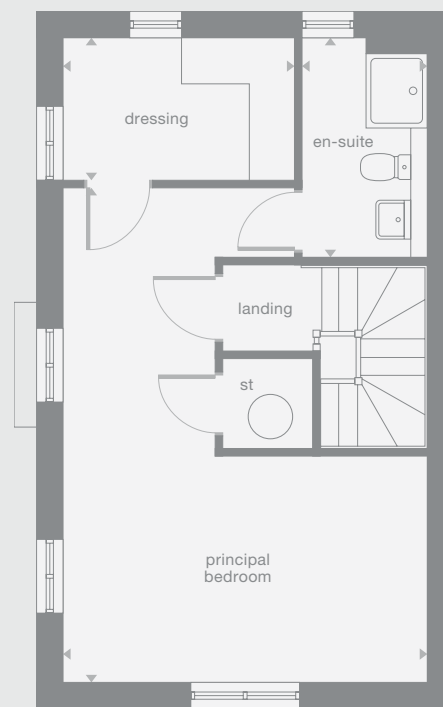 dressing
en-suite
landing
st
principal
bedroom